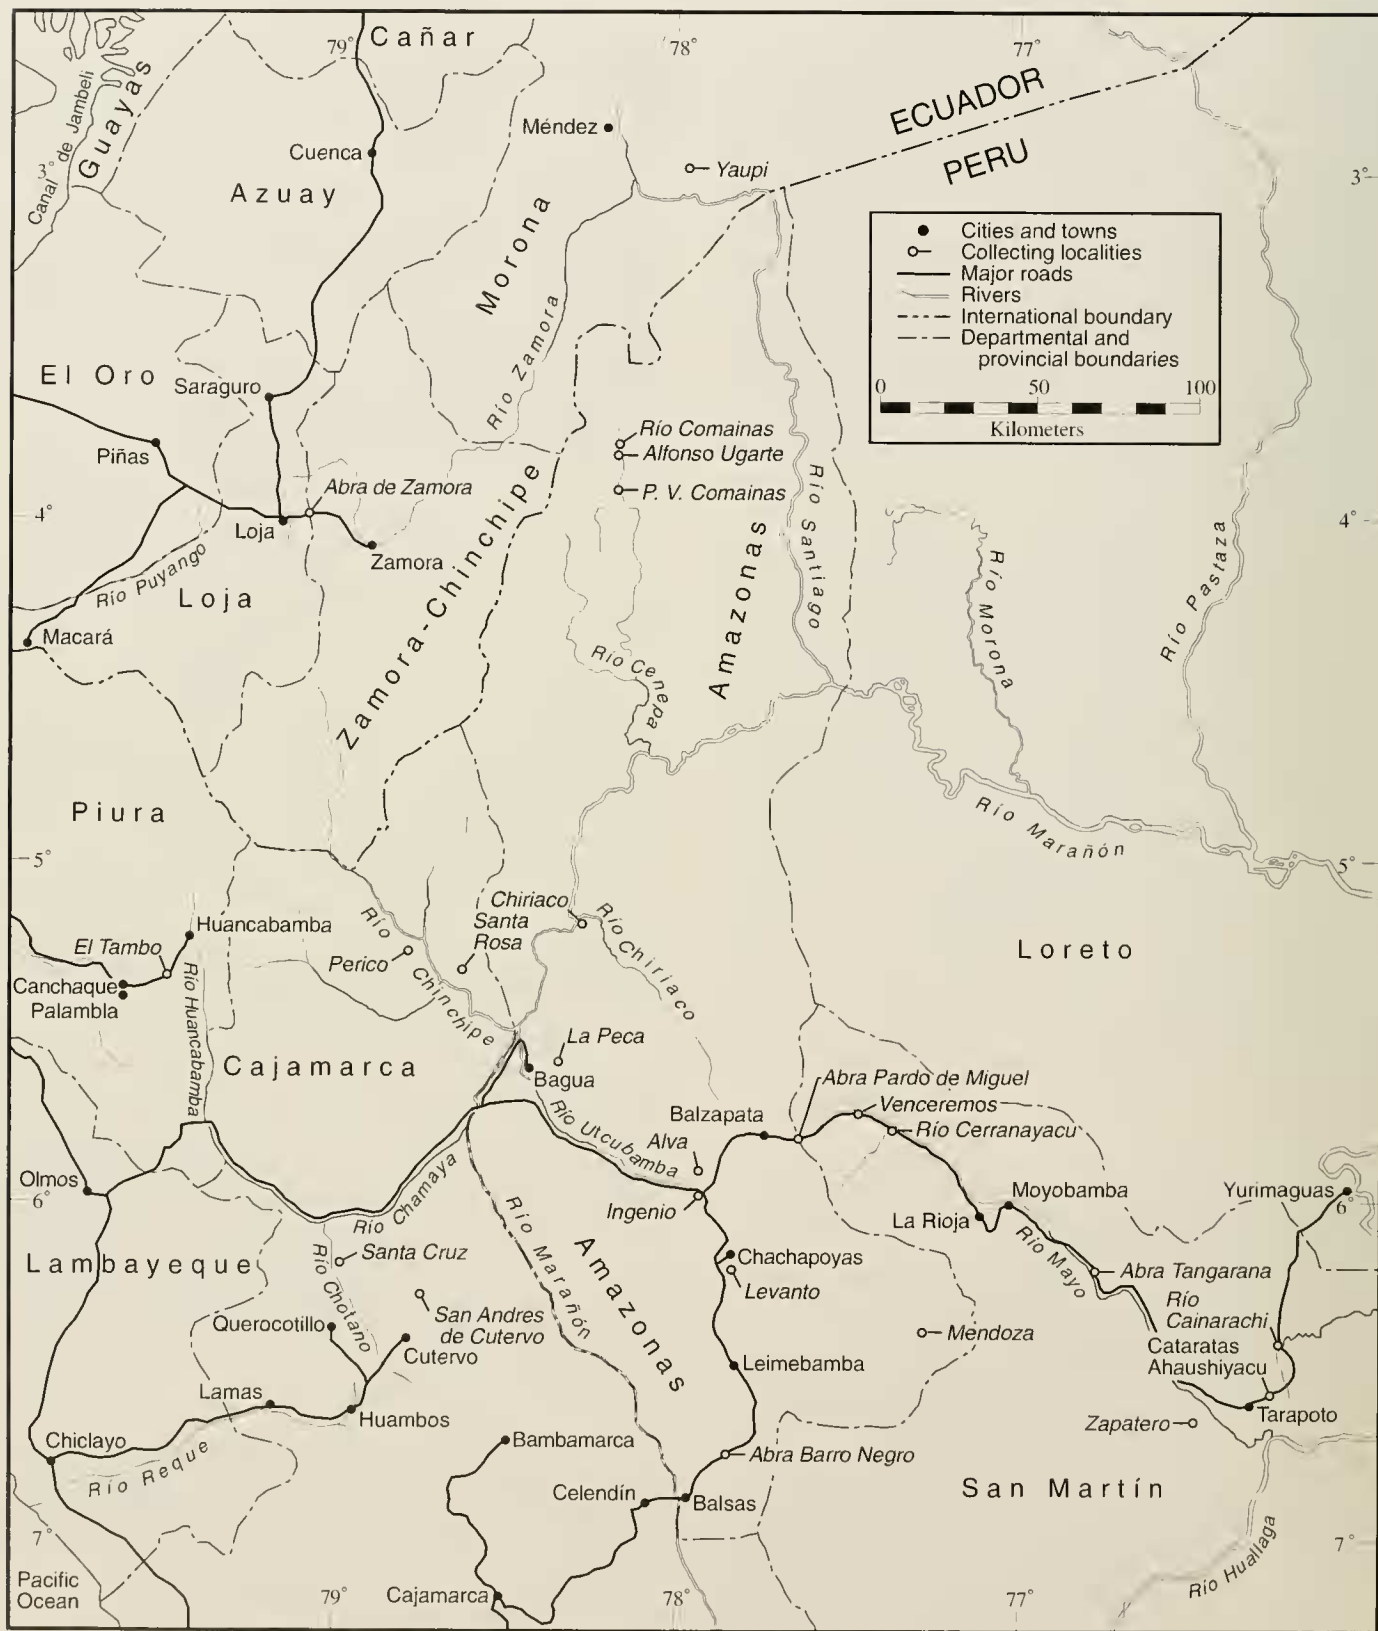 79°
Cañar
78°
77°
Canal de Jambelí
Guayas
Méndez
ECUADOR
PERU
Cuenca
3°
Yaupi
3°
Azuay
Morona
Cities and towns
Collecting localities
Major roads
Rivers
International boundary
Departmental and
provincial boundaries
0 50 100
Kilometers
Río Zamora
El Oro
Saraguro
Piñas
Río Comainas
Alfonso Ugarte
P. V. Comainas
Abra de Zamora
4°
Loja
Zamora
4°
Río Puyango
Loja
Zamora-Chinchipe
Amazonas
Río Santiago
Río Morona
Río Pastaza
Macará
Río Cenepa
Piura
Río Marañón
5°
5°
Chiriaco
Santa
Rosa
Huancabamba
El Tambo
Perico
Río Chinchipe
Río Chiriaco
Loreto
Canchaque
Palambla
Río Huancabamba
La Peca
Cajamarca
Bagua
Abra Pardo de Miguel
Venceremos
Río Cerranayacu
Balzapata
Alva
Río Utcubamba
Olmos
6°
Río Chamaya
Ingenio
Moyobamba
La Rioja
Yurimaguas
6°
Santa Cruz
Lambayeque
Río Chotano
Río Marañón
Amazonas
Chachapoyas
Levanto
Río Mayo
Abra Tangarana
Río
Cainarachi
San Andres
de Cutervo
Querocotillo
Cutervo
Mendoza
Cataratas
Ahaushiyacu
Leimebamba
Lamas
Huambos
Tarapoto
Zapatero
Chiclayo
Río Reque
Bambamarca
Abra Barro Negro
San Martín
Celendín
Balsas
7°
7°
Río Huallaga
Pacific
Ocean
Cajamarca
79°
78°
77°